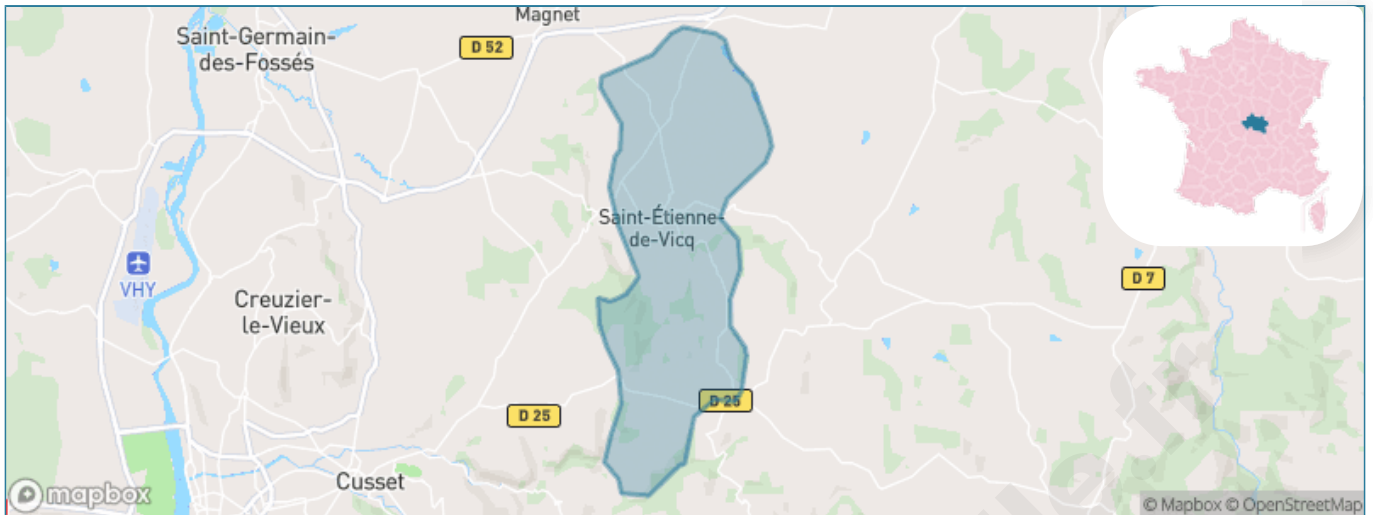 Magnet
Saint-Germain-
des-Fossés
D 52
Saint-Étienne-
de-Vicq
VHY
D 7
Creuzier-
le-Vieux
D 25
D 25
Cusset
mapbox
© Mapbox © OpenStreetMap